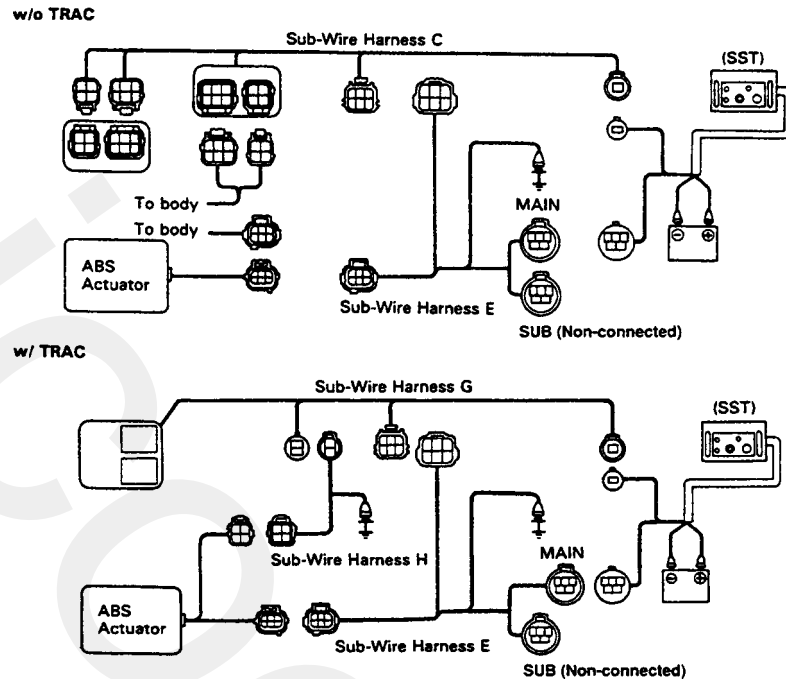 w/o TRAC
Sub-Wire Harness C
(SST)
To body
To body
MAIN
ABS
Actuator
Sub-Wire Harness E
SUB (Non-connected)
w/ TRAC
Sub-Wire Harness G
(SST)
Sub-Wire Harness H
MAIN
ABS
Actuator
Sub-Wire Harness E
SUB (Non-connected)